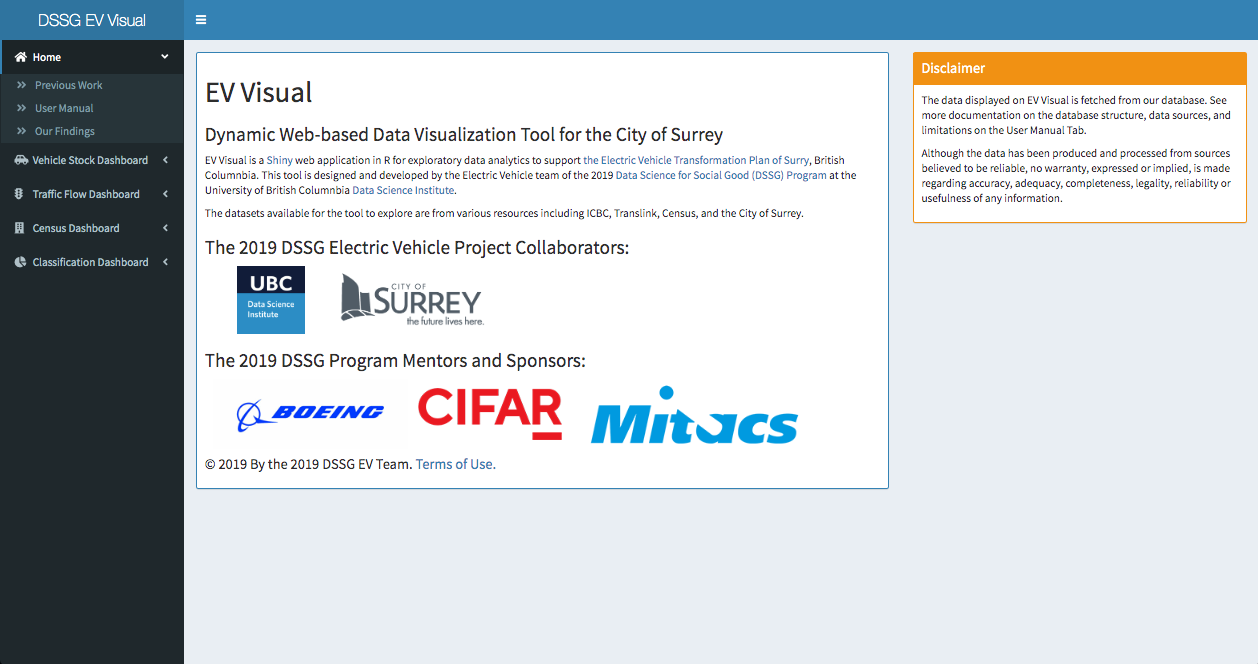 DSSG EV Visual
Home
Previous Work
User Manual
Our Findings
Vehicle Stock Dashboard
Traffic Flow Dashboard
Census Dashboard
Classification Dashboard
EV Visual
Dynamic Web-based Data Visualization Tool for the City of Surrey
EV Visual is a Shiny web application in R for exploratory data analytics to support the Electric Vehicle Transformation Plan of Surry, British
Columnbia. This tool is designed and developed by the Electric Vehicle team of the 2019 Data Science for Social Good (DSSG) Program at the
University of British Columnbia Data Science Institute.
The datasets available for the tool to explore are from various resources including ICBC, Translink, Census, and the City of Surrey.
The 2019 DSSG Electric Vehicle Project Collaborators:
UBC
Data Science
Institute
CITY OF
SURREY
the future lives here.
The 2019 DSSG Program Mentors and Sponsors:
BOEING
CIFAR
Mitacs
© 2019 By the 2019 DSSG EV Team. Terms of Use.
Disclaimer
The data displayed on EV Visual is fetched from our database. See
more documentation on the database structure, data sources, and
limitations on the User Manual Tab.
Although the data has been produced and processed from sources
believed to be reliable, no warranty, expressed or implied, is made
regarding accuracy, adequacy, completeness, legality, reliability or
usefulness of any information.